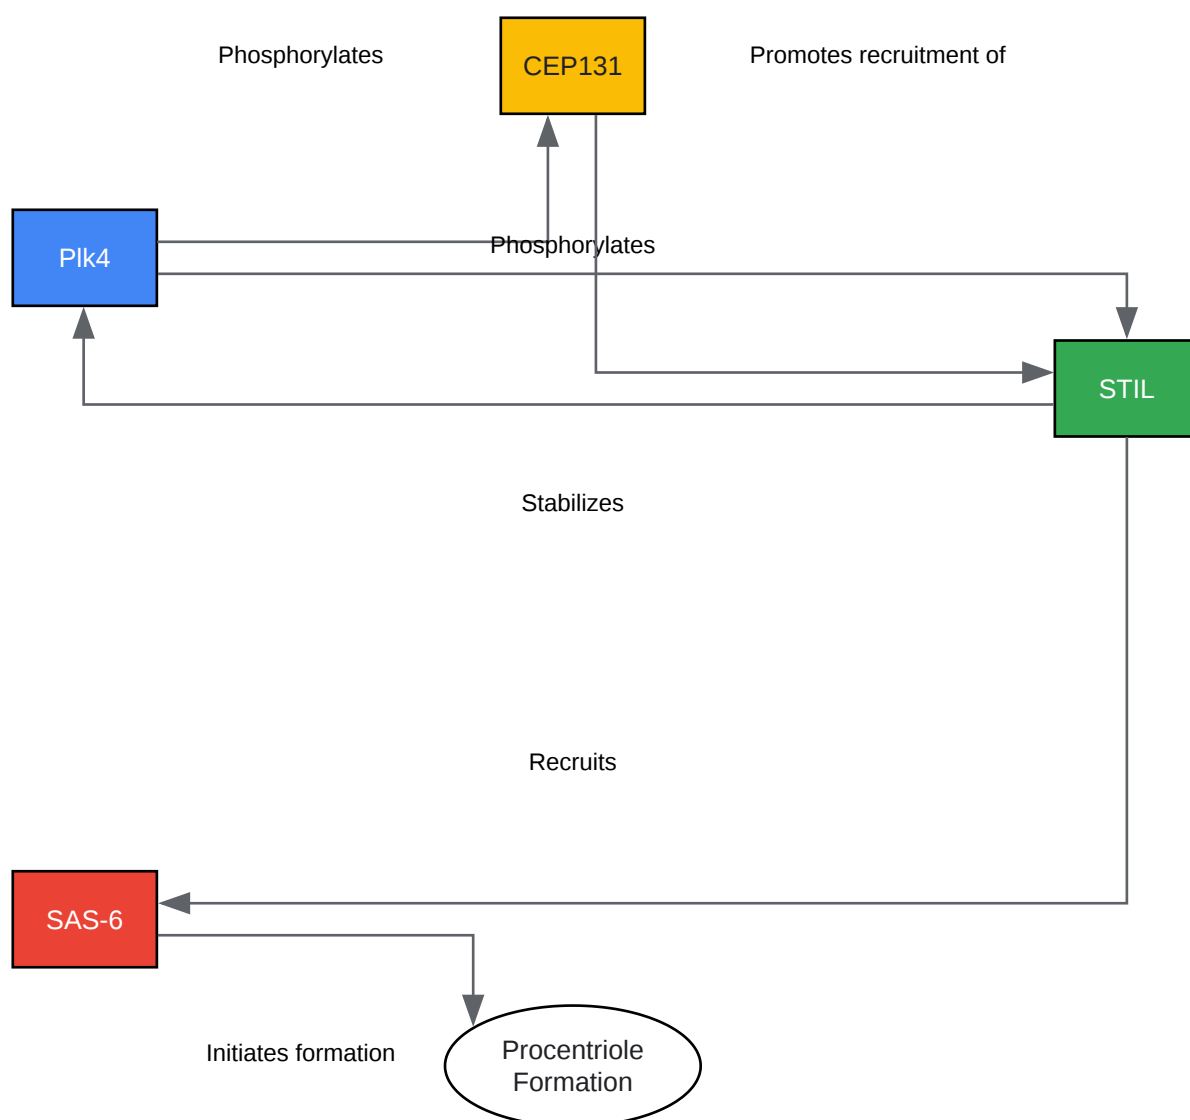 Phosphorylates
CEP131
Promotes recruitment of
Plk4
Phosphorylates
STIL
Stabilizes
Recruits
SAS-6
Initiates formation
Procentriole
Formation